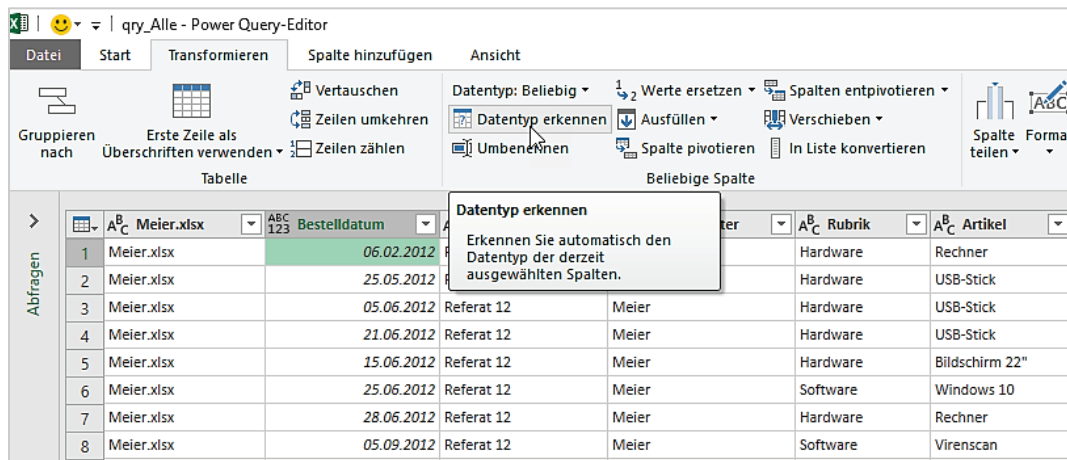 qry_Alle - Power Query-Editor
Datei Start Transformieren Spalte hinzufügen Ansicht
Gruppieren nach
Erste Zeile als Überschriften verwenden
Vertauschen
Zeilen umkehren
Zeilen zählen
Tabelle
Datentyp: Beliebig
Datentyp erkennen
Umbenennen
Werte ersetzen
Ausfüllen
Spalte pivotieren
Spalten entpivotieren
Verschieben
In Liste konvertieren
Beliebige Spalte
Spalte teilen
Forma
Datentyp erkennen
Erkennen Sie automatisch den
Datentyp der derzeit
ausgewählten Spalten.
Abfragen
Meier.xlsx Bestelldatum ter Rubrik Artikel
1 Meier.xlsx 06.02.2012 Hardware Rechner
2 Meier.xlsx 25.05.2012 Hardware USB-Stick
3 Meier.xlsx 05.06.2012 Referat 12 Meier Hardware USB-Stick
4 Meier.xlsx 21.06.2012 Referat 12 Meier Hardware USB-Stick
5 Meier.xlsx 15.06.2012 Referat 12 Meier Hardware Bildschirm 22"
6 Meier.xlsx 25.06.2012 Referat 12 Meier Software Windows 10
7 Meier.xlsx 28.06.2012 Referat 12 Meier Hardware Rechner
8 Meier.xlsx 05.09.2012 Referat 12 Meier Software Virenscan